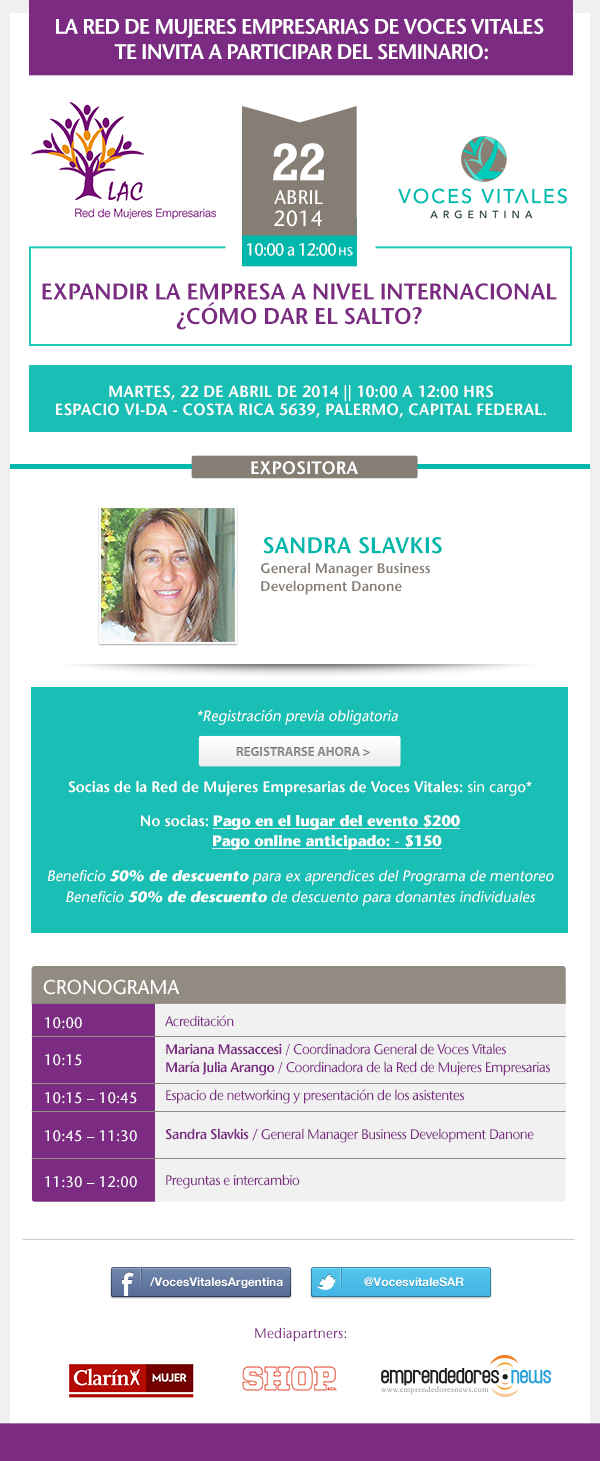 LA RED DE MUJERES EMPRESARIAS DE VOCES VITALES
TE INVITA A PARTICIPAR DEL SEMINARIO:
LAC
Red de Mujeres Empresarias
22
ABRIL
2014
10:00 a 12:00 HS
VOCES VITALES
ARGENTINA
EXPANDIR LA EMPRESA A NIVEL INTERNACIONAL
¿CÓMO DAR EL SALTO?
MARTES, 22 DE ABRIL DE 2014 || 10:00 A 12:00 HRS
ESPACIO VI-DA - COSTA RICA 5639, PALERMO, CAPITAL FEDERAL.
EXPOSITORA
SANDRA SLAVKIS
General Manager Business
Development Danone
*Registración previa obligatoria
REGISTRARSE AHORA >
Socias de la Red de Mujeres Empresarias de Voces Vitales: sin cargo*
No socias: Pago en el lugar del evento $200
Pago online anticipado: - $150
Beneficio 50% de descuento para ex aprendices del Programa de mentoreo
Beneficio 50% de descuento de descuento para donantes individuales
CRONOGRAMA
10:00 Acreditación
10:15 Mariana Massaccesi / Coordinadora General de Voces Vitales
María Julia Arango / Coordinadora de la Red de Mujeres Empresarias
10:15 – 10:45 Espacio de networking y presentación de los asistentes
10:45 – 11:30 Sandra Slavkis / General Manager Business Development Danone
11:30 – 12:00 Preguntas e intercambio
/VocesVitalesArgentina
@VocesvitaleSAR
Mediapartners:
Clarín MUJER
SHOP
emprendedores news
www.emprendedoresnews.com